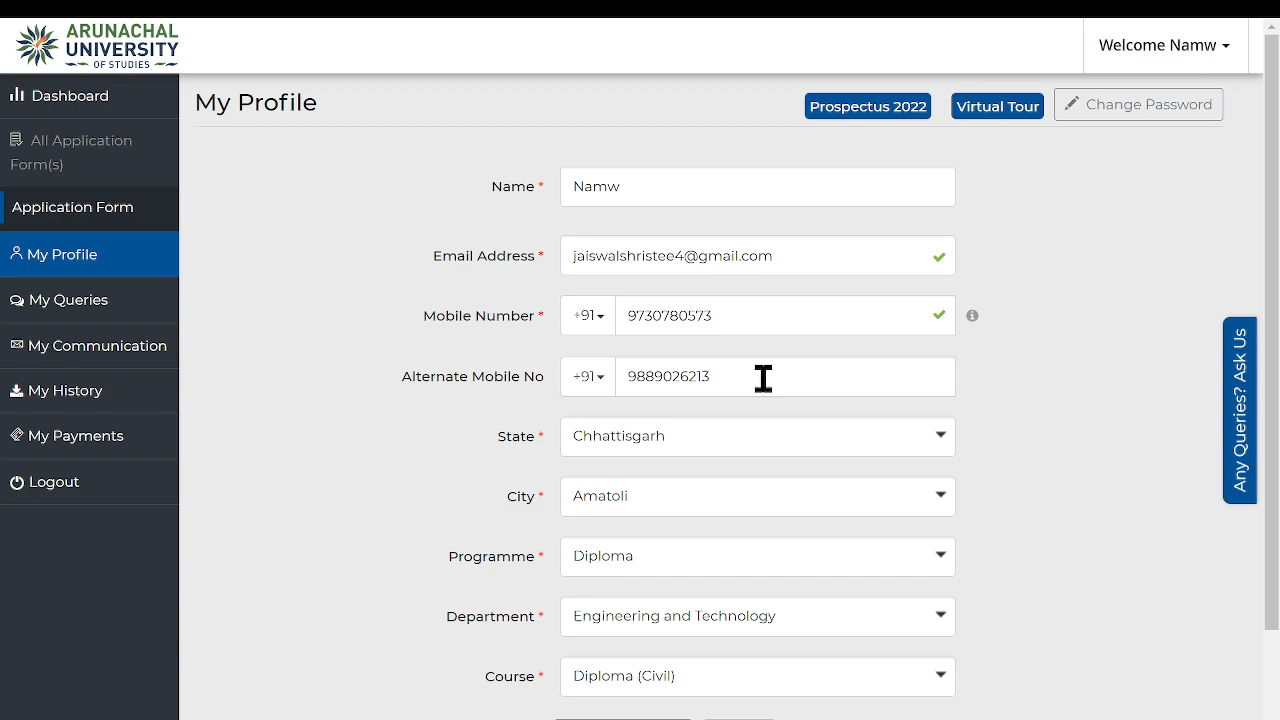 ARUNACHAL
UNIVERSITY
OF STUDIES
Welcome Namw
Dashboard
All Application
Form(s)
Application Form
My Profile
My Queries
My Communication
My History
My Payments
Logout
My Profile
Prospectus 2022
Virtual Tour
Change Password
Name * Namw
Email Address * jaiswalshristee4@gmail.com
Mobile Number * +91 9730780573
Alternate Mobile No +91 9889026213
State * Chhattisgarh
City * Amatoli
Programme * Diploma
Department * Engineering and Technology
Course * Diploma (Civil)
Any Queries? Ask Us